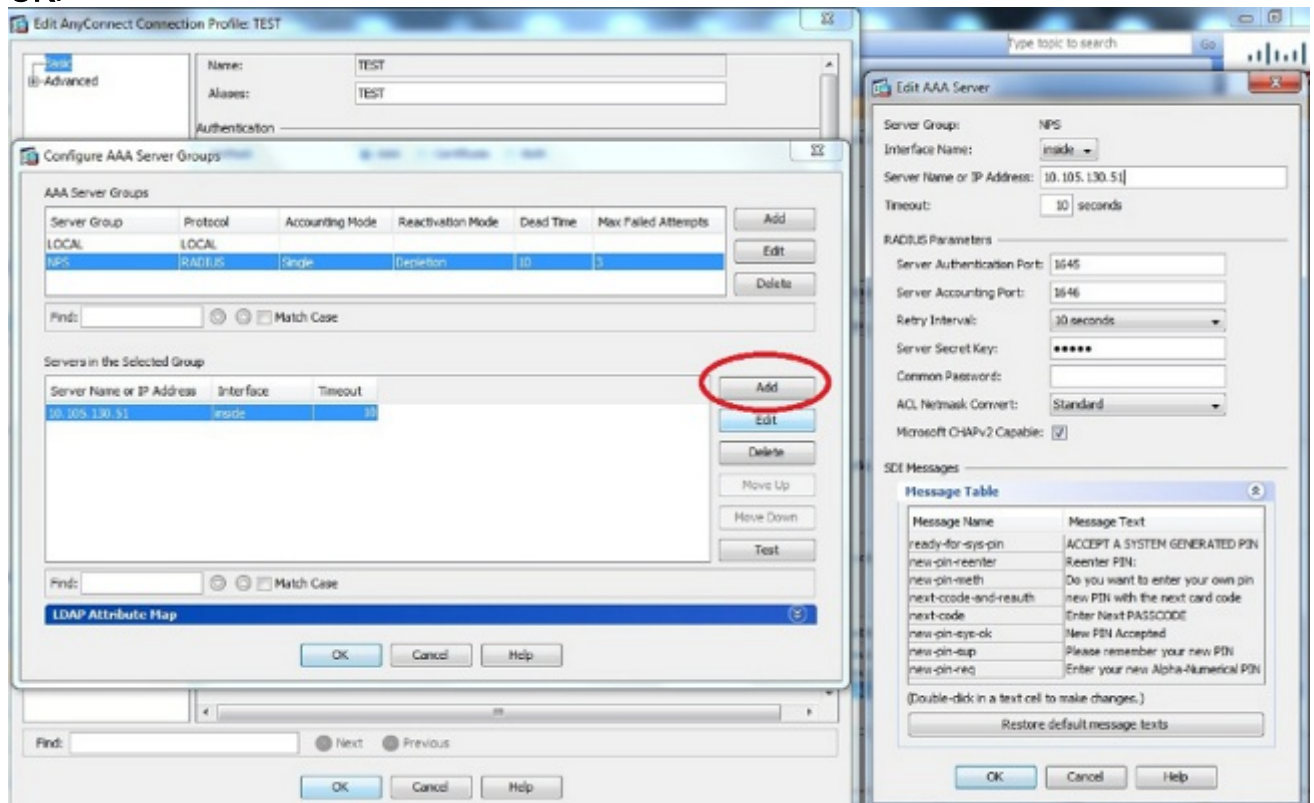 Edit AnyConnect Connection Profile: TEST
Advanced
Name: TEST
Aliases: TEST
Authentication
Configure AAA Server Groups
AAA Server Groups
Server Group Protocol Accounting Mode Reactivation Mode Dead Time Max Failed Attempts
LOCAL LOCAL
NPS RADIUS Single Depletion 10 3
Add
Edit
Delete
Find: Match Case
Servers in the Selected Group
Server Name or IP Address Interface Timeout
10.105.130.51 inside 10
Add
Edit
Delete
Move Up
Move Down
Test
Find: Match Case
LDAP Attribute Map
OK Cancel Help
Find: Next Previous
OK Cancel Help
Type topic to search Go
Edit AAA Server
Server Group: NPS
Interface Name: inside
Server Name or IP Address: 10.105.130.51
Timeout: 10 seconds
RADIUS Parameters
Server Authentication Port: 1645
Server Accounting Port: 1646
Retry Interval: 10 seconds
Server Secret Key: •••••
Common Password:
ACL Netmask Convert: Standard
Microsoft CHAPv2 Capable:
SDI Messages
Message Table
Message Name Message Text
ready-for-sys-pin ACCEPT A SYSTEM GENERATED PIN
new-pin-reenter Reenter PIN:
new-pin-meth Do you want to enter your own pin
next-ccode-and-reauth new PIN with the next card code
next-code Enter Next PASSCODE
new-pin-sys-ok New PIN Accepted
new-pin-sup Please remember your new PIN
new-pin-req Enter your new Alpha-Numerical PIN
(Double-click in a text cell to make changes.)
Restore default message texts
OK Cancel Help